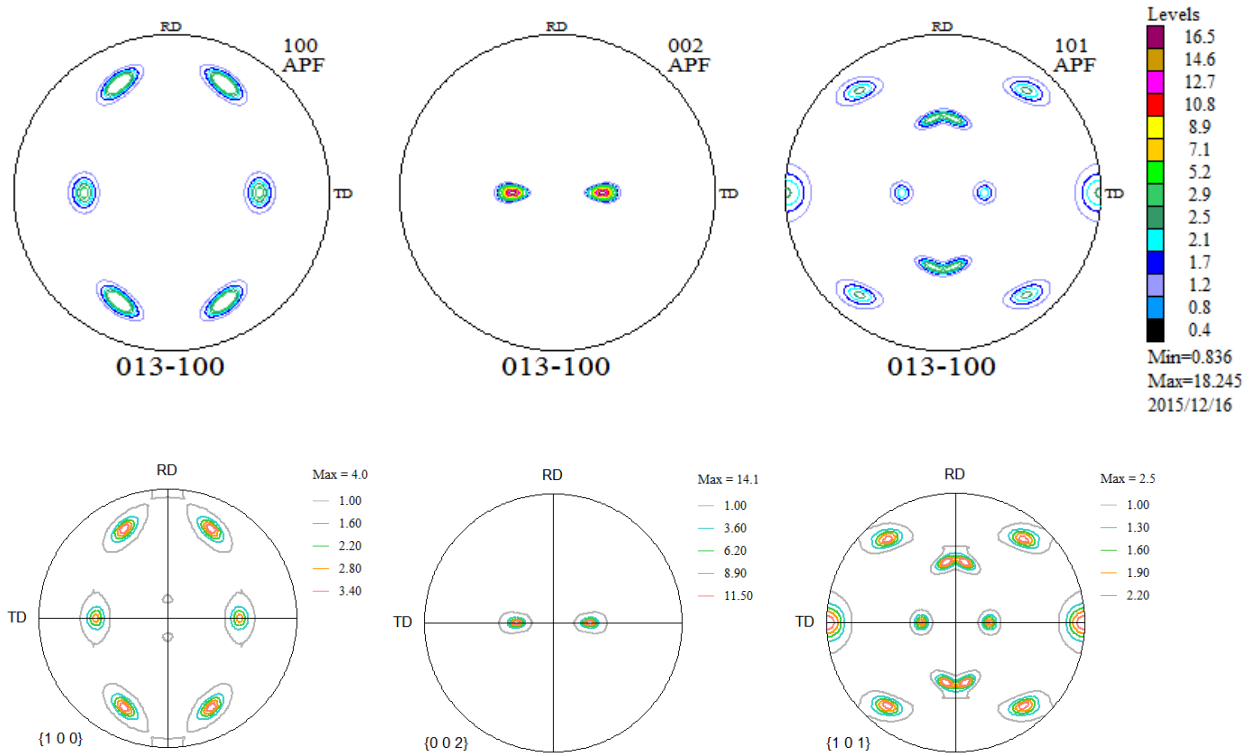 RD
100
APF
TD
013-100
002
APF
013-100
RD
101
APF
TD
013-100
Levels
16.5
14.6
12.7
10.8
8.9
7.1
5.2
2.9
2.5
2.1
1.7
1.2
0.8
0.4
Min=0.836
Max=18.245
2015/12/16
RD
TD
{1 0 0}
Max = 4.0
1.00
1.60
2.20
2.80
3.40
RD
TD
{0 0 2}
Max = 14.1
1.00
3.60
6.20
8.90
11.50
RD
TD
{1 0 1}
Max = 2.5
1.00
1.30
1.60
1.90
2.20